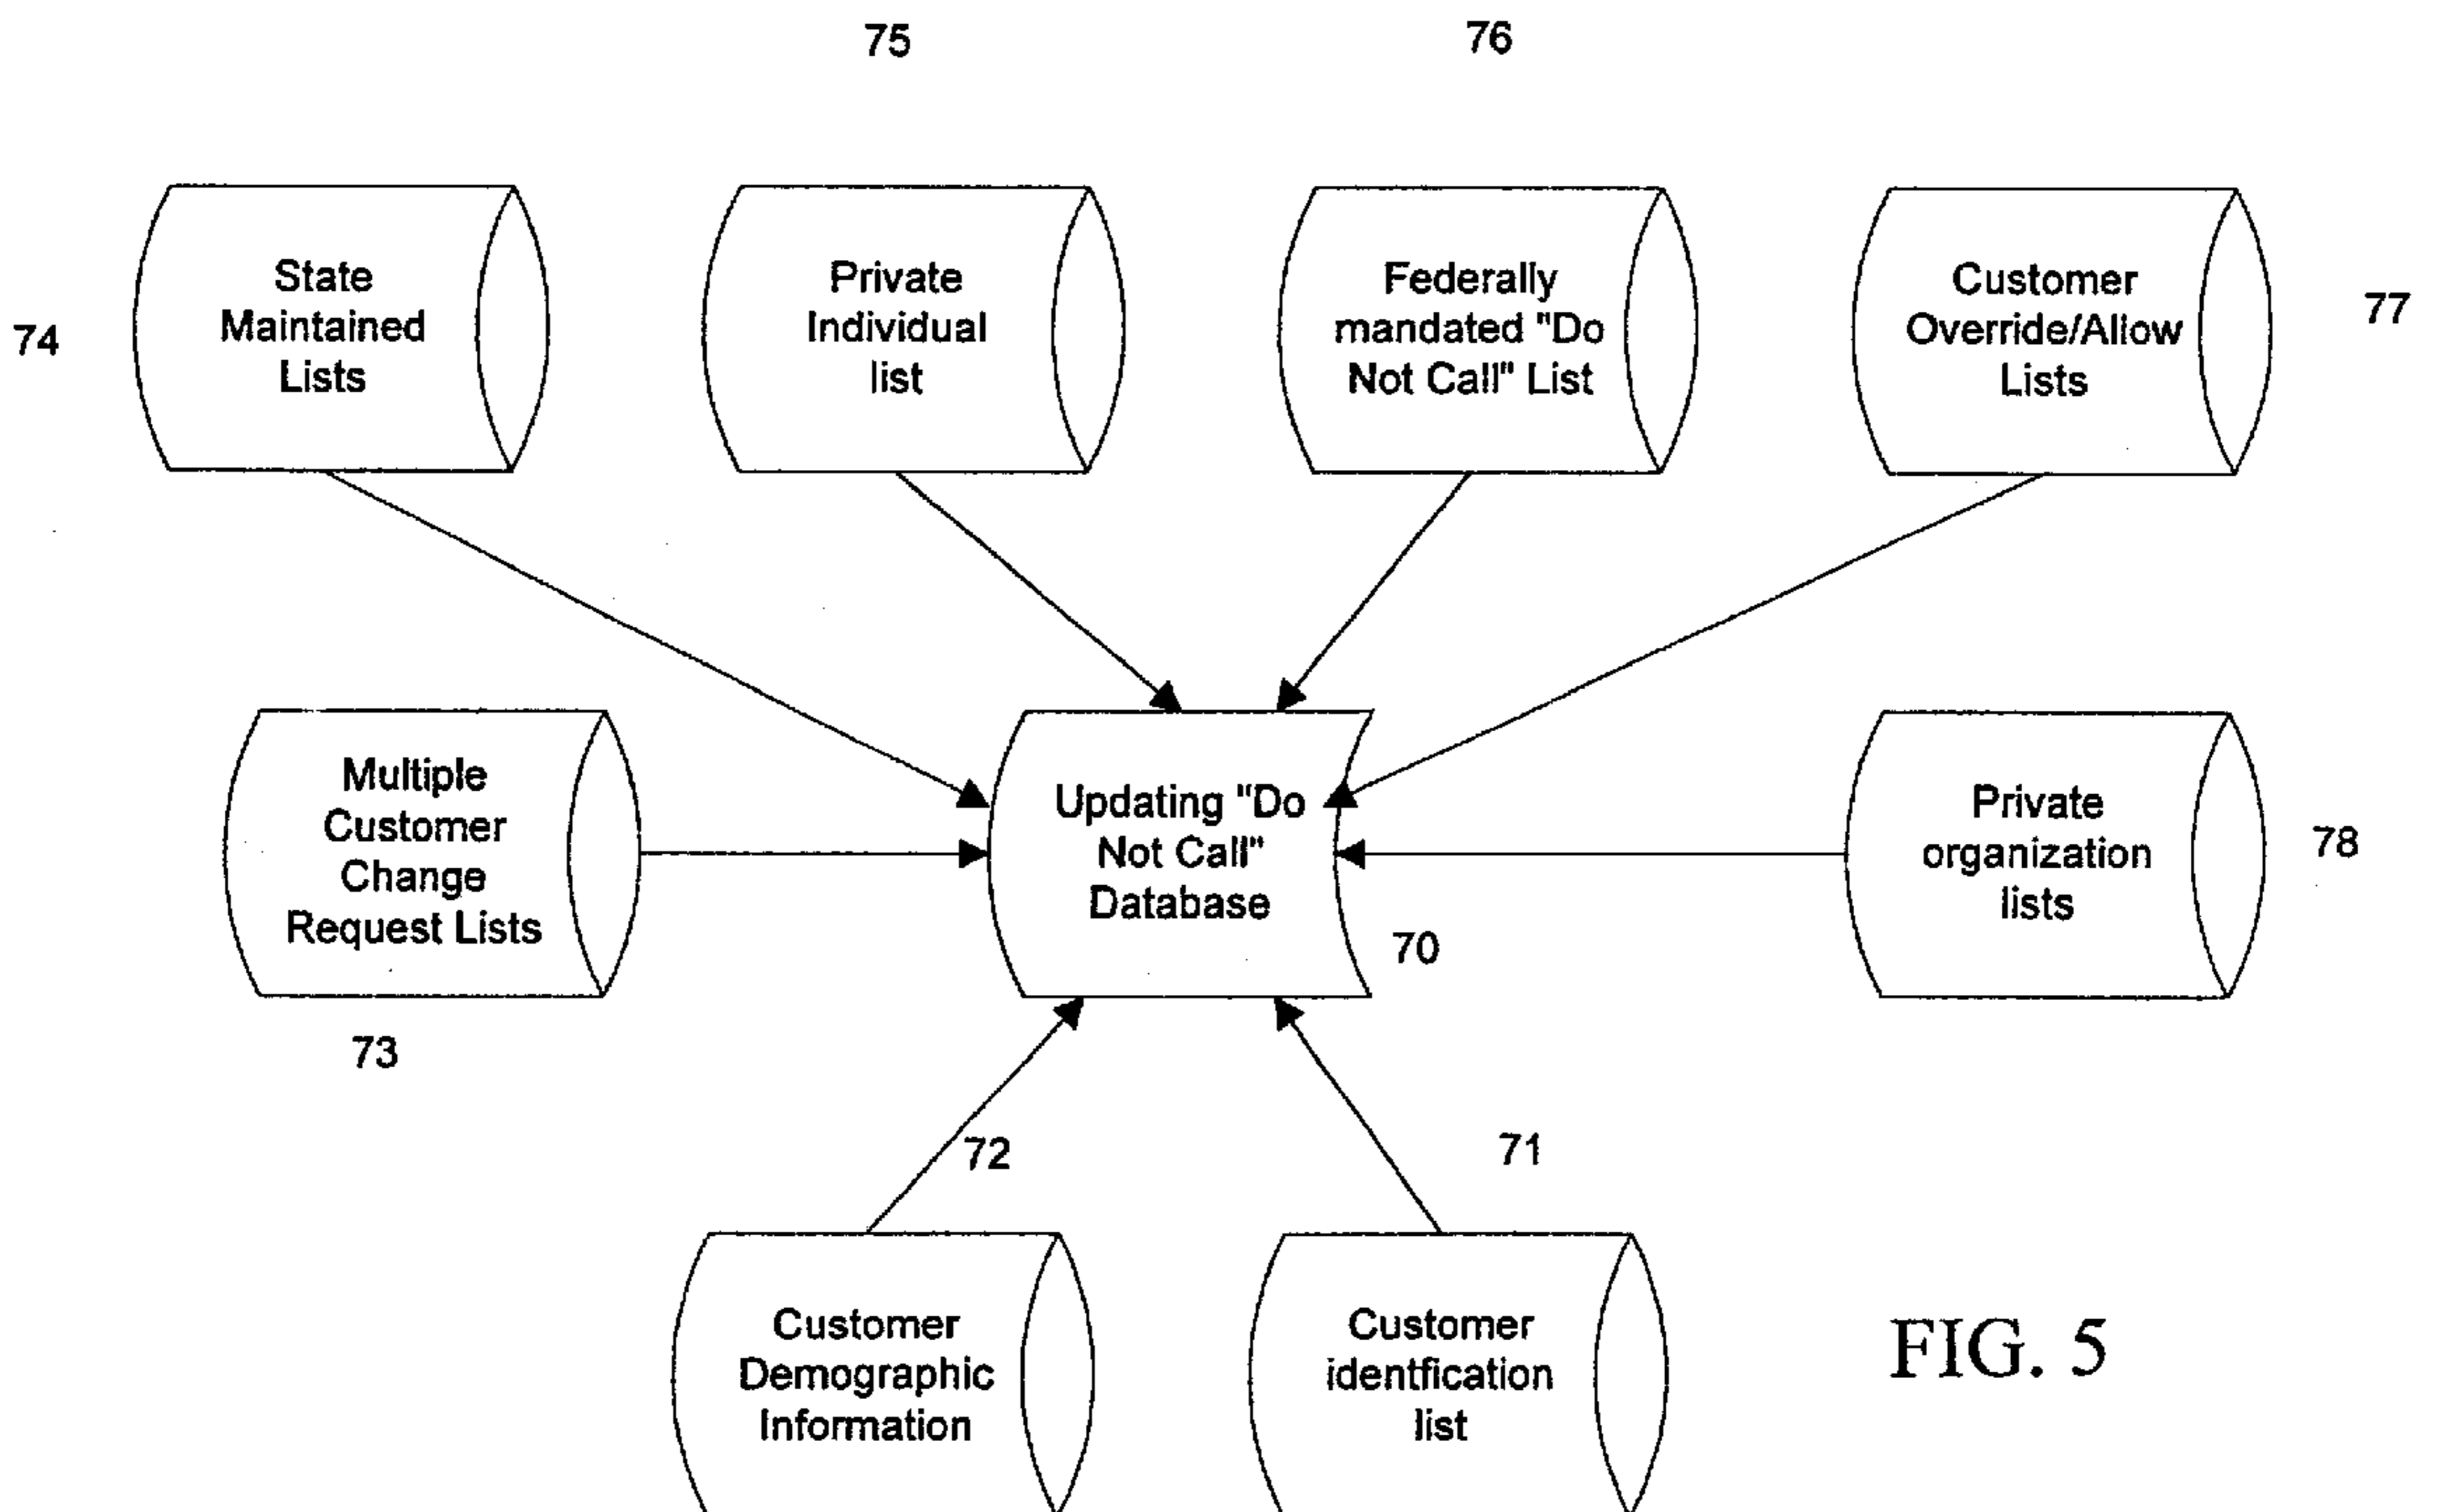 75
76
State
Maintained
Lists
74
Private
Individual
list
Federally
mandated "Do
Not Call" List
Customer
Override/Allow
Lists
77
Multiple
Customer
Change
Request Lists
73
Updating "Do
Not Call"
Database
70
Private
organization
lists
78
72
71
Customer
Demographic
Information
Customer
identfication
list
FIG. 5